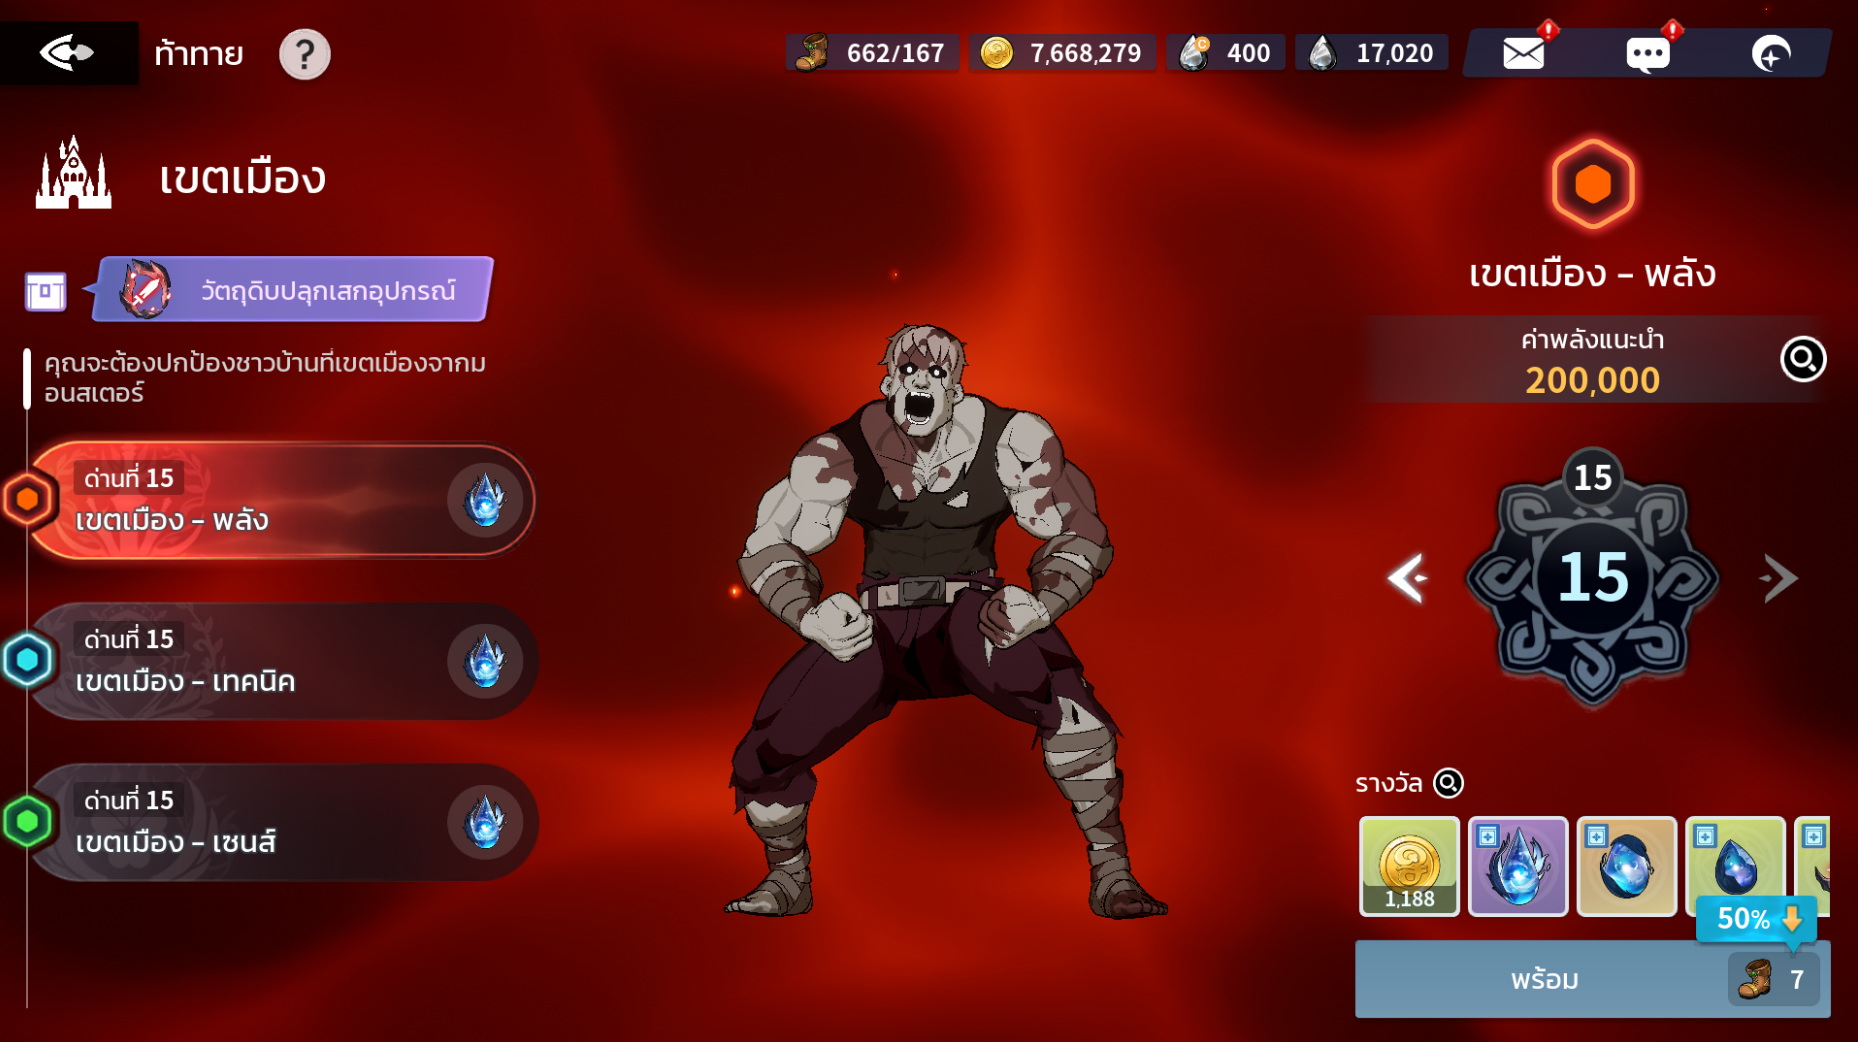 ท้าทาย
?
662/167
7,668,279
400
17,020
เขตเมือง
วัตถุดิบปลุกเสกอุปกรณ์
คุณจะต้องปกป้องชาวบ้านที่เขตเมืองจากม
อนสเตอร์
ด่านที่ 15
เขตเมือง – พลัง
ด่านที่ 15
เขตเมือง – เทคนิค
ด่านที่ 15
เขตเมือง – เซนส์
เขตเมือง – พลัง
ค่าพลังแนะนำ
200,000
15
15
รางวัล
1,188
50%
พร้อม
7